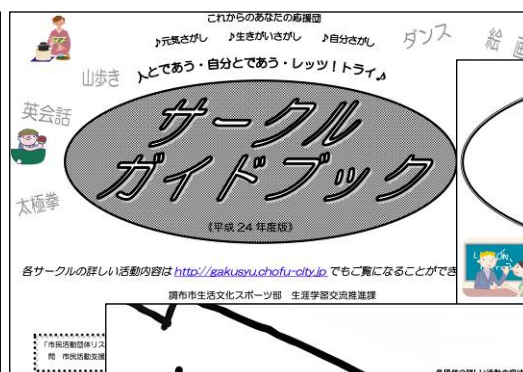 これからのあなたの応援団
♪元気さがし ♪生きがいさがし ♪自分さがし
ダンス
絵画
山歩き
人とであう・自分とであう・レッツ!トライ♪
英会話
サークル
ガイドブック
太極拳
《平成24年度版》
各サークルの詳しい活動内容は http://gakusyu.chofu-city.jp でもご覧になることができ
調布市生活文化スポーツ部 生涯学習交流推進課
「市民活動団体リス
問 市民活動支援